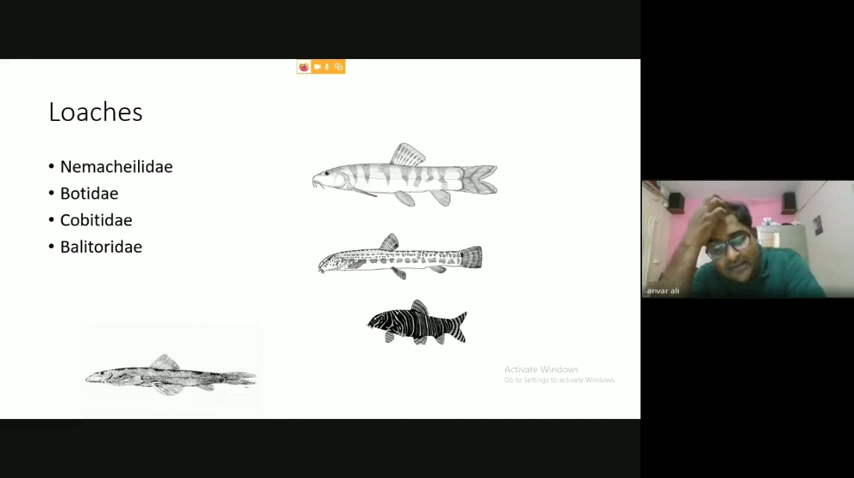 Loaches
• Nemacheilidae
• Botidae
• Cobitidae
• Balitoridae
Activate Windows
Go to Settings to activate Windows.
anvar ali